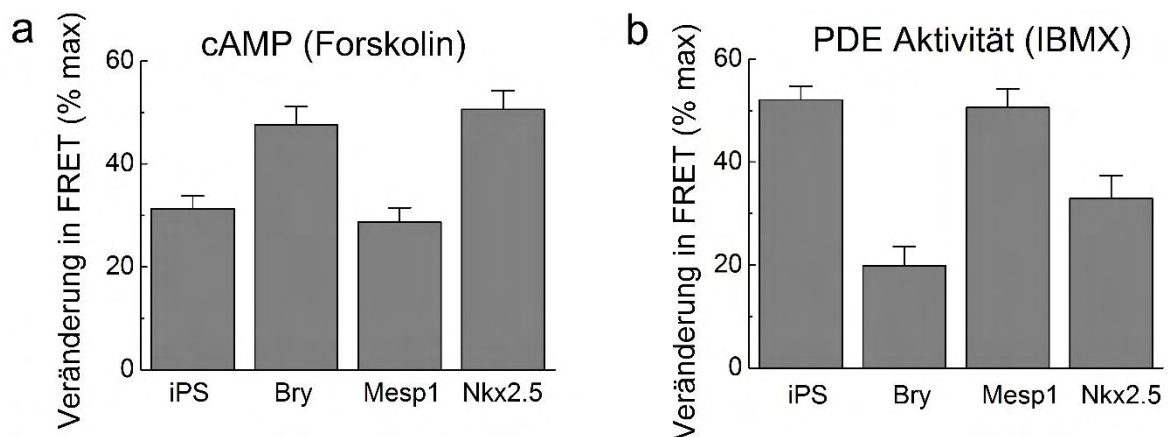 a
cAMP (Forskolin)
Veränderung in FRET (% max)
60
40
20
0
iPS Bry Mesp1 Nkx2.5
b
PDE Aktivität (IBMX)
Veränderung in FRET (% max)
60
40
20
0
iPS Bry Mesp1 Nkx2.5